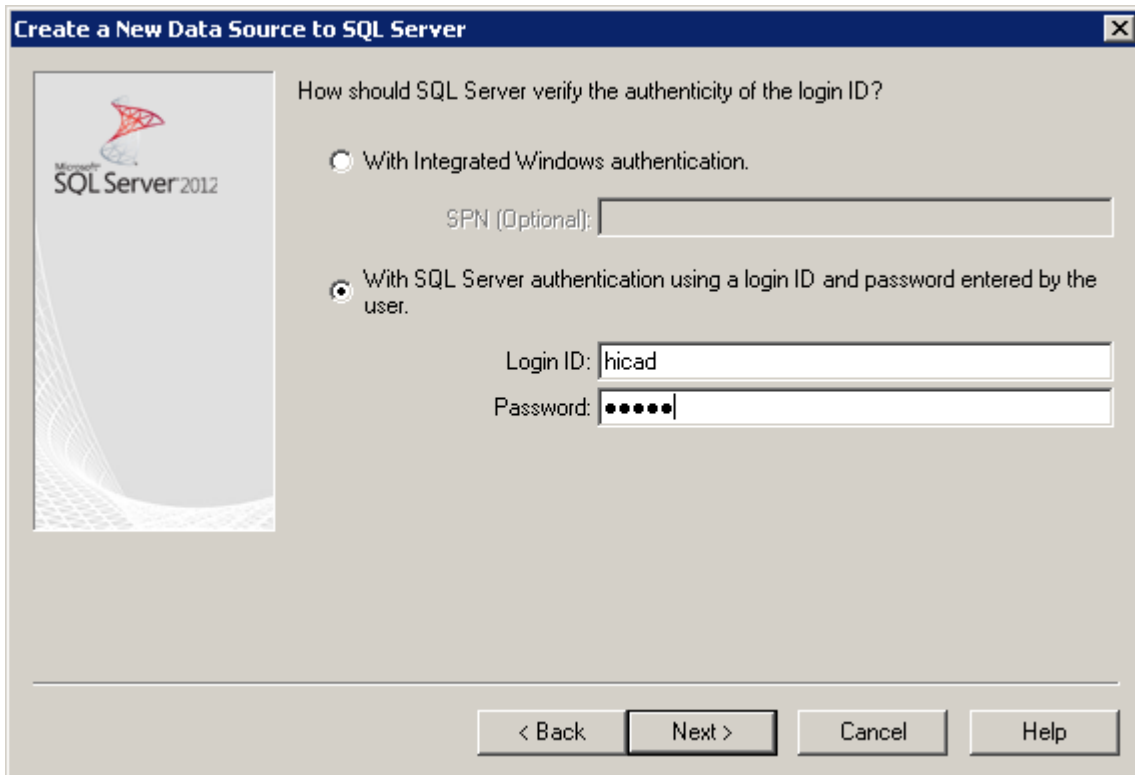 Create a New Data Source to SQL Server
Microsoft
SQL Server 2012
How should SQL Server verify the authenticity of the login ID?
With Integrated Windows authentication.
SPN (Optional):
With SQL Server authentication using a login ID and password entered by the
user.
Login ID: hicad
Password: ●●●●●
< Back
Next >
Cancel
Help